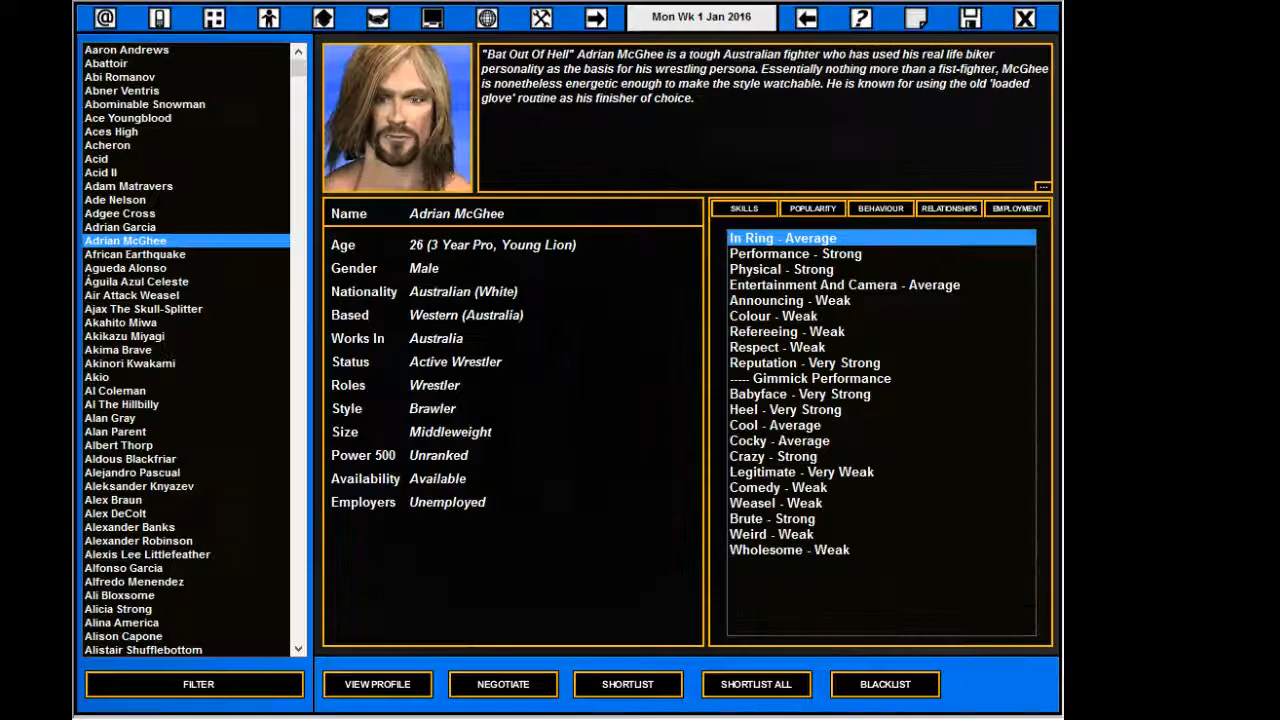 Mon Wk 1 Jan 2016
Aaron Andrews
Abattoir
Abi Romanov
Abner Ventris
Abominable Snowman
Ace Youngblood
Aces High
Acheron
Acid
Acid II
Adam Matravers
Ade Nelson
Adgee Cross
Adrian Garcia
Adrian McGhee
African Earthquake
Agueda Alonso
Águila Azul Celeste
Air Attack Weasel
Ajax The Skull-Splitter
Akahito Miwa
Akikazu Miyagi
Akima Brave
Akinori Kwakami
Akio
Al Coleman
Al The Hillbilly
Alan Gray
Alan Parent
Albert Thorp
Aldous Blackfriar
Alejandro Pascual
Aleksander Knyazev
Alex Braun
Alex DeColt
Alexander Banks
Alexander Robinson
Alexis Lee Littlefeather
Alfonso Garcia
Alfredo Menendez
Ali Bloxsome
Alicia Strong
Alina America
Alison Capone
Alistair Shufflebottom
FILTER
"Bat Out Of Hell" Adrian McGhee is a tough Australian fighter who has used his real life biker
personality as the basis for his wrestling persona. Essentially nothing more than a fist-fighter, McGhee
is nonetheless energetic enough to make the style watchable. He is known for using the old 'loaded
glove' routine as his finisher of choice.
...
Name Adrian McGhee
Age 26 (3 Year Pro, Young Lion)
Gender Male
Nationality Australian (White)
Based Western (Australia)
Works In Australia
Status Active Wrestler
Roles Wrestler
Style Brawler
Size Middleweight
Power 500 Unranked
Availability Available
Employers Unemployed
SKILLS POPULARITY BEHAVIOUR RELATIONSHIPS EMPLOYMENT
In Ring - Average
Performance - Strong
Physical - Strong
Entertainment And Camera - Average
Announcing - Weak
Colour - Weak
Refereeing - Weak
Respect - Weak
Reputation - Very Strong
----- Gimmick Performance
Babyface - Very Strong
Heel - Very Strong
Cool - Average
Cocky - Average
Crazy - Strong
Legitimate - Very Weak
Comedy - Weak
Weasel - Weak
Brute - Strong
Weird - Weak
Wholesome - Weak
VIEW PROFILE NEGOTIATE SHORTLIST SHORTLIST ALL BLACKLIST